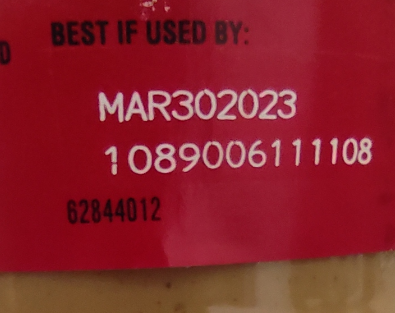 BEST IF USED BY:
D
MAR302023
1089006111108
62844012